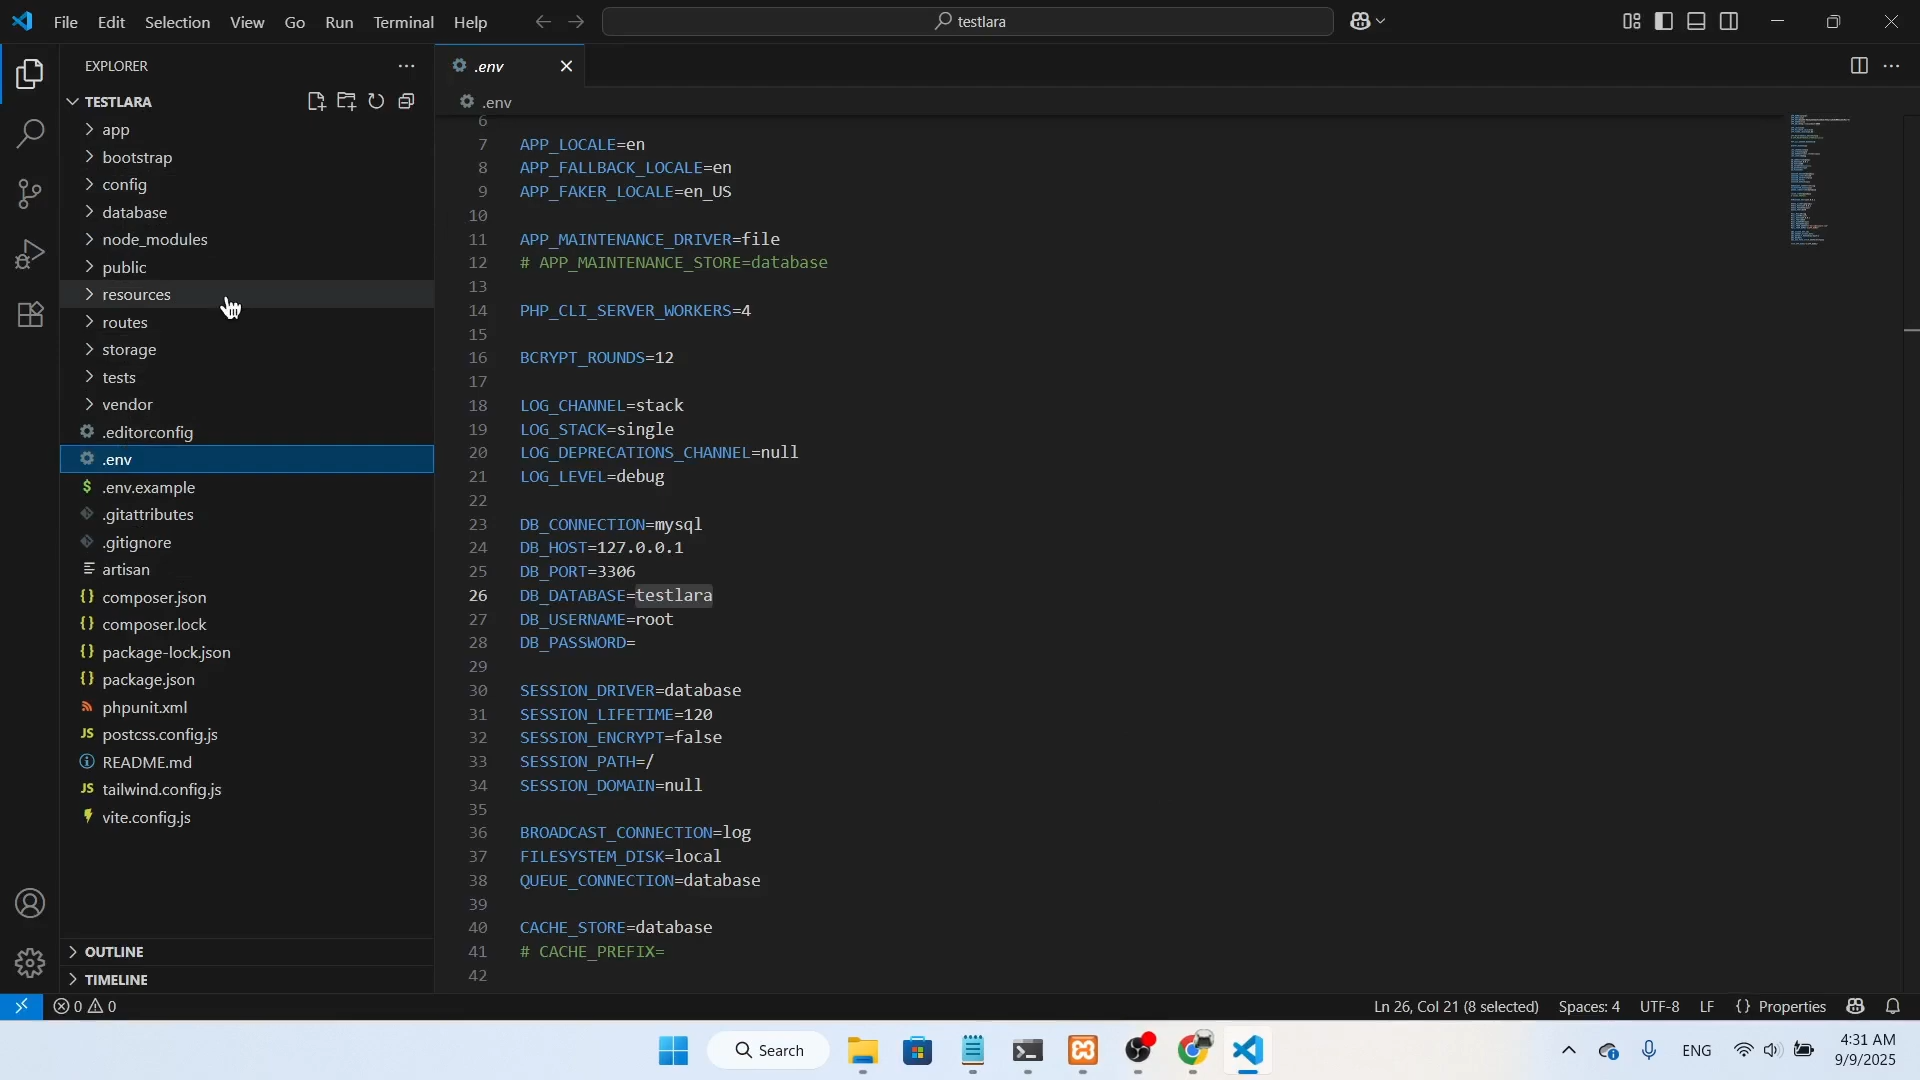 File Edit Selection View Go Run Terminal Help
testlara
EXPLORER
TESTLARA
app
bootstrap
config
database
node_modules
public
resources
routes
storage
tests
vendor
.editorconfig
.env
.env.example
.gitattributes
.gitignore
artisan
composer.json
composer.lock
package-lock.json
package.json
phpunit.xml
postcss.config.js
README.md
tailwind.config.js
vite.config.js
OUTLINE
TIMELINE
.env
.env
6
7 APP_LOCALE=en
8 APP_FALLBACK_LOCALE=en
9 APP_FAKER_LOCALE=en_US
10
11 APP_MAINTENANCE_DRIVER=file
12 # APP_MAINTENANCE_STORE=database
13
14 PHP_CLI_SERVER_WORKERS=4
15
16 BCRYPT_ROUNDS=12
17
18 LOG_CHANNEL=stack
19 LOG_STACK=single
20 LOG_DEPRECATIONS_CHANNEL=null
21 LOG_LEVEL=debug
22
23 DB_CONNECTION=mysql
24 DB_HOST=127.0.0.1
25 DB_PORT=3306
26 DB_DATABASE=testlara
27 DB_USERNAME=root
28 DB_PASSWORD=
29
30 SESSION_DRIVER=database
31 SESSION_LIFETIME=120
32 SESSION_ENCRYPT=false
33 SESSION_PATH=/
34 SESSION_DOMAIN=null
35
36 BROADCAST_CONNECTION=log
37 FILESYSTEM_DISK=local
38 QUEUE_CONNECTION=database
39
40 CACHE_STORE=database
41 # CACHE_PREFIX=
42
0 0
Ln 26, Col 21 (8 selected) Spaces: 4 UTF-8 LF {} Properties
Search
ENG
4:31 AM
9/9/2025